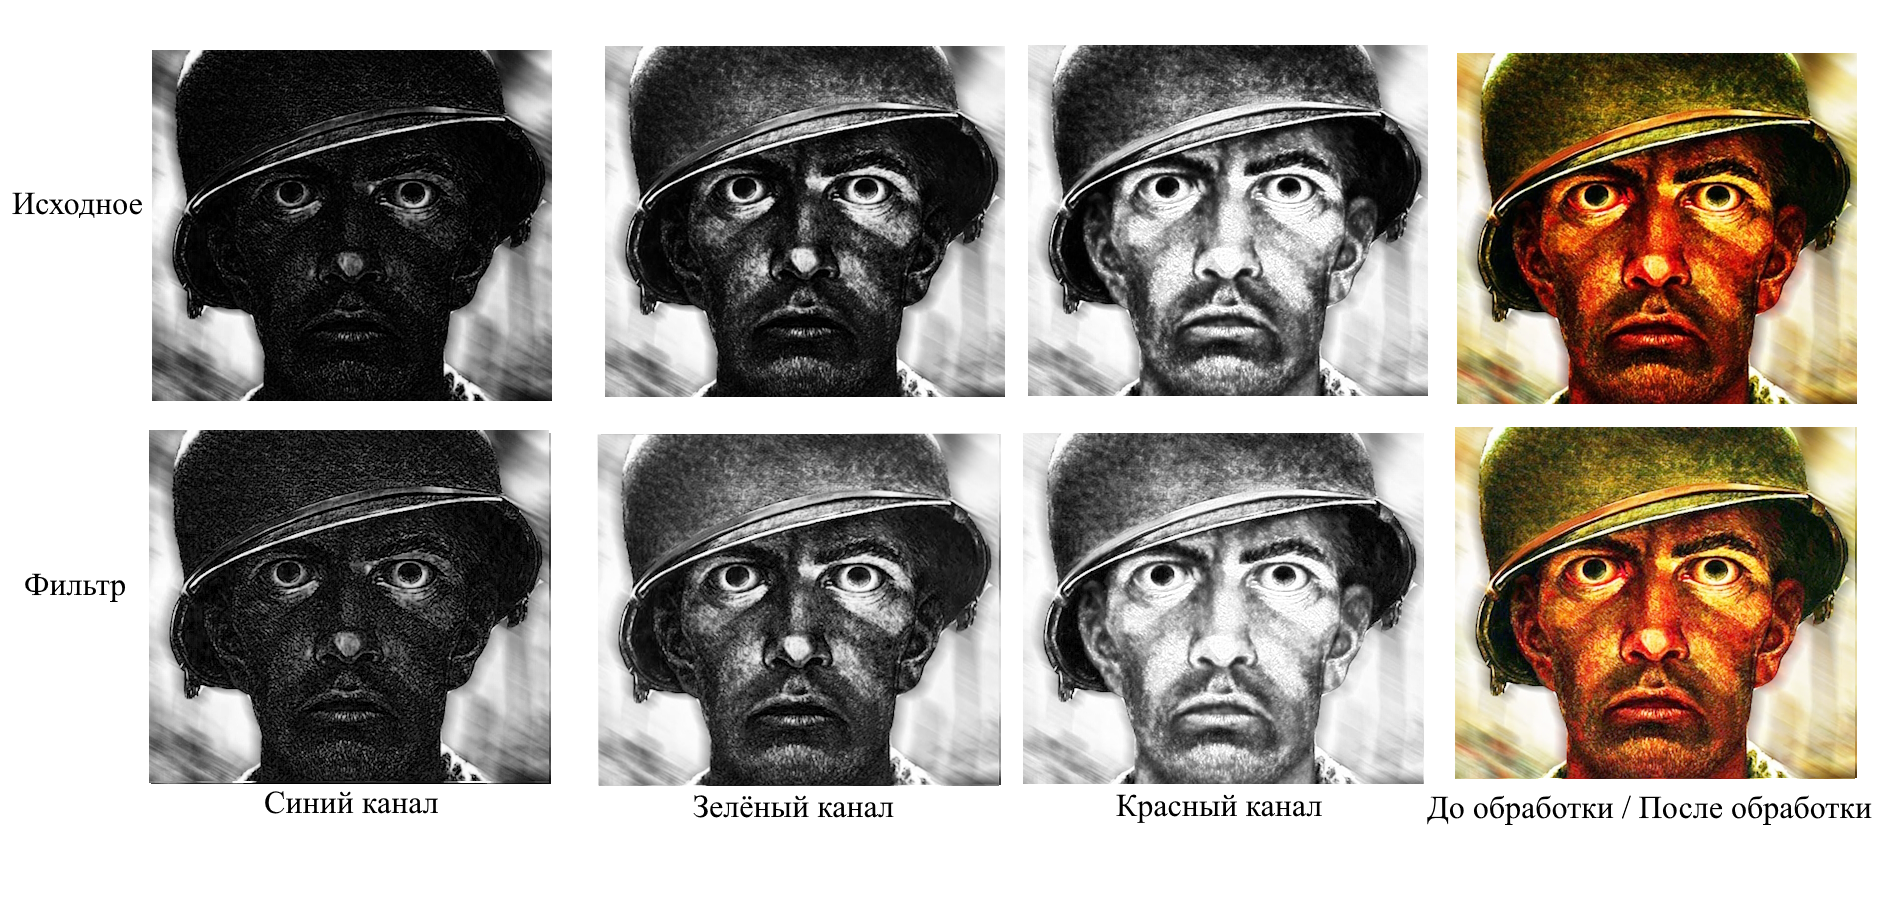 Исходное
Фильтр
Синий канал
Зелёный канал
Красный канал
До обработки / После обработки